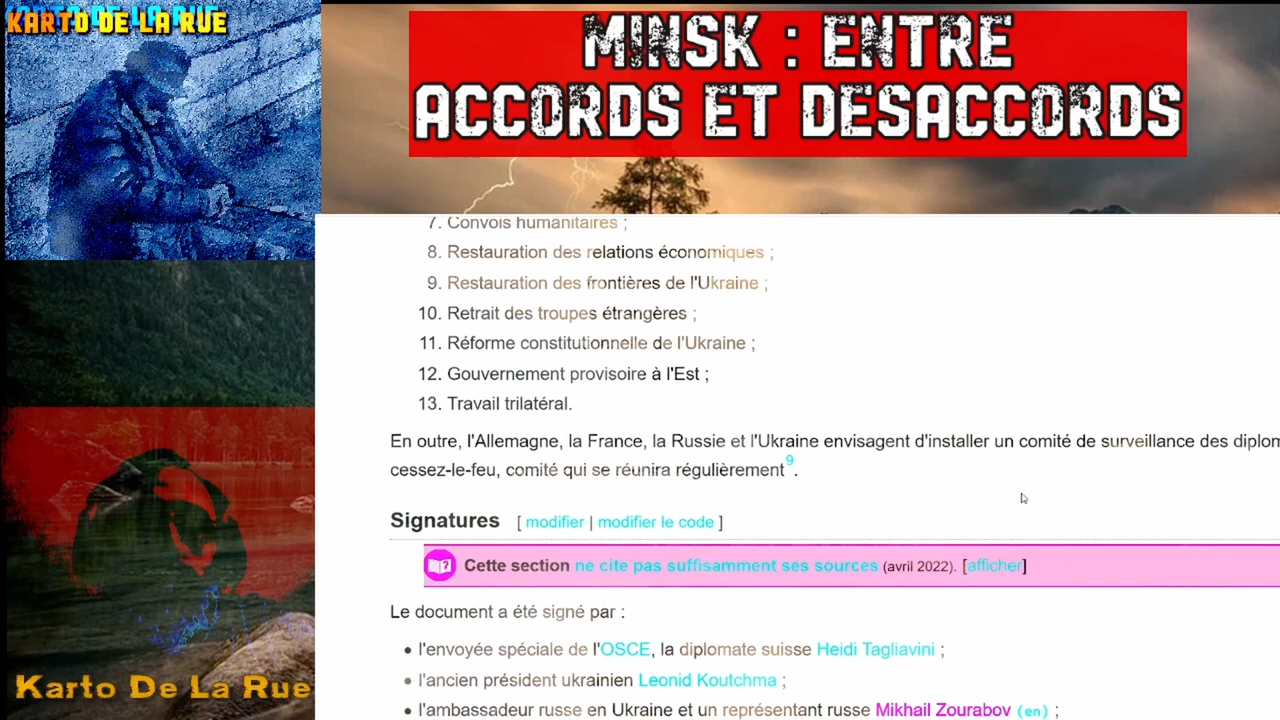 KARTO DE LA RUE
MINSK : ENTRE
ACCORDS ET DESACCORDS
7. Convois humanitaires ;
8. Restauration des relations économiques ;
9. Restauration des frontières de l'Ukraine ;
10. Retrait des troupes étrangères ;
11. Réforme constitutionnelle de l'Ukraine ;
12. Gouvernement provisoire à l'Est ;
13. Travail trilatéral.
En outre, l'Allemagne, la France, la Russie et l'Ukraine envisagent d'installer un comité de surveillance des diplom
cessez-le-feu, comité qui se réunira régulièrement9.
Signatures [ modifier | modifier le code ]
Cette section ne cite pas suffisamment ses sources (avril 2022). [afficher]
Le document a été signé par :
• l'envoyée spéciale de l'OSCE, la diplomate suisse Heidi Tagliavini ;
• l'ancien président ukrainien Leonid Koutchma ;
• l'ambassadeur russe en Ukraine et un représentant russe Mikhail Zourabov (en) ;
Karto De La Rue